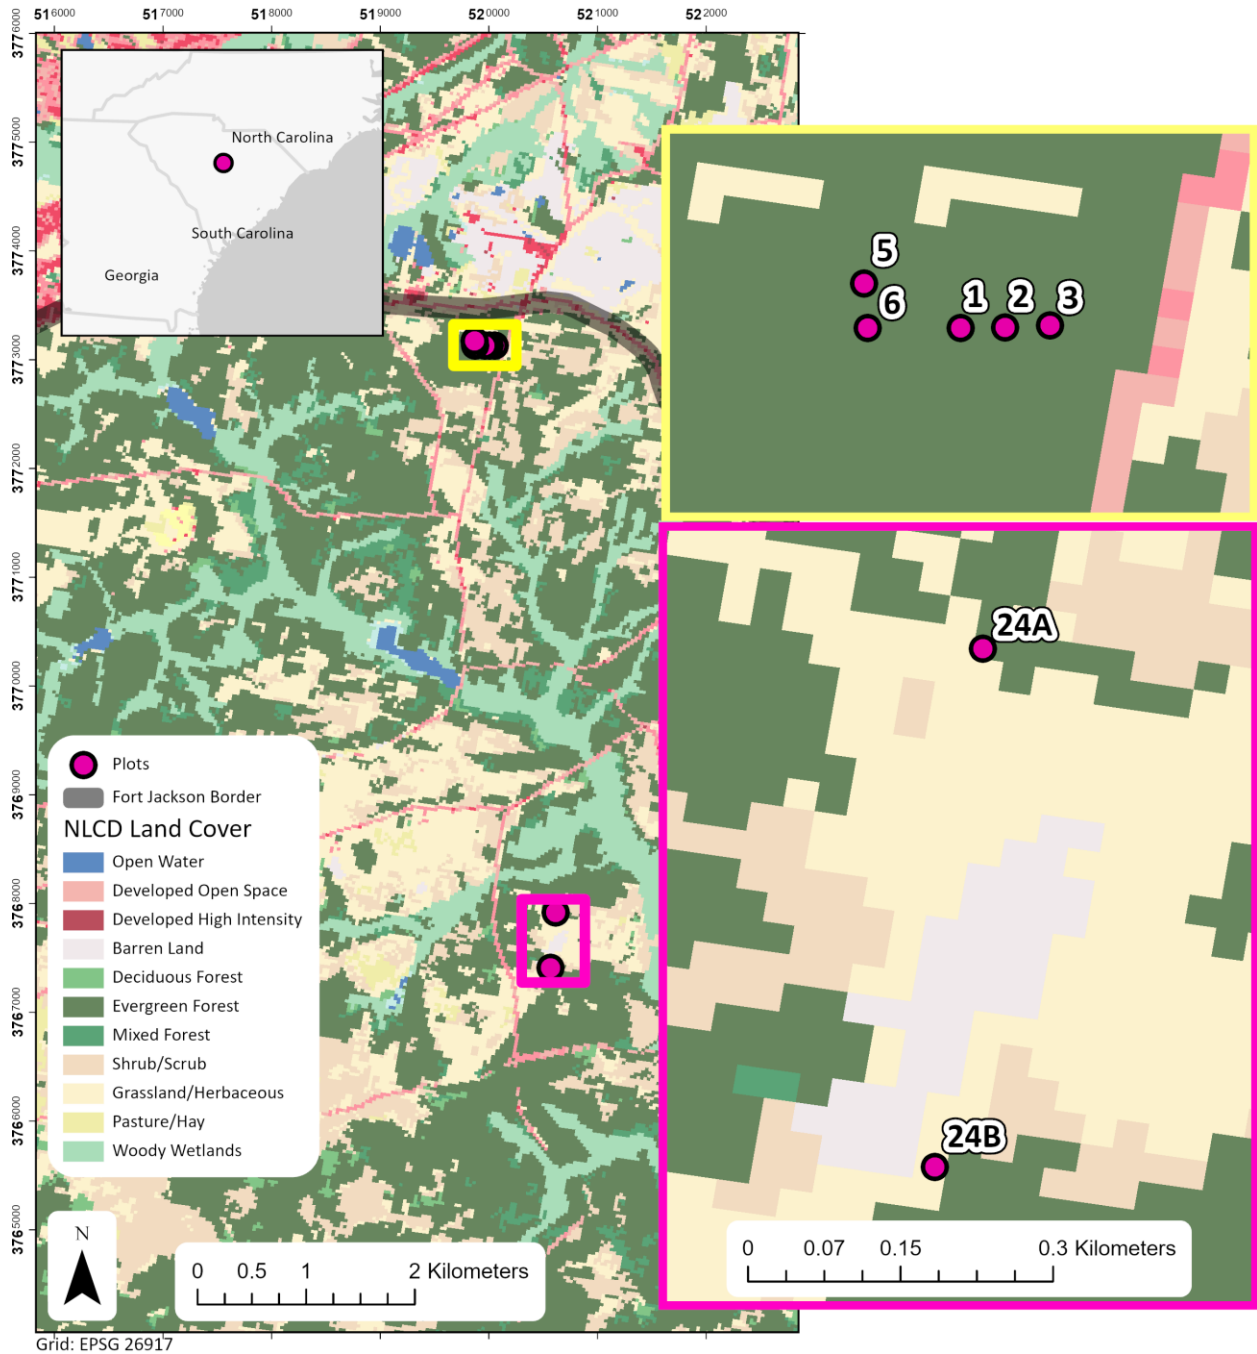 516000 517000 518000 519000 520000 521000 522000
3776000
3775000
3774000
3773000
3772000
3771000
3770000
3769000
3768000
3767000
3766000
3765000
North Carolina
South Carolina
Georgia
5
6 1 2 3
24A
24B
Plots
Fort Jackson Border
NLCD Land Cover
Open Water
Developed Open Space
Developed High Intensity
Barren Land
Deciduous Forest
Evergreen Forest
Mixed Forest
Shrub/Scrub
Grassland/Herbaceous
Pasture/Hay
Woody Wetlands
N
0 0.5 1 2 Kilometers
0 0.07 0.15 0.3 Kilometers
Grid: EPSG 26917